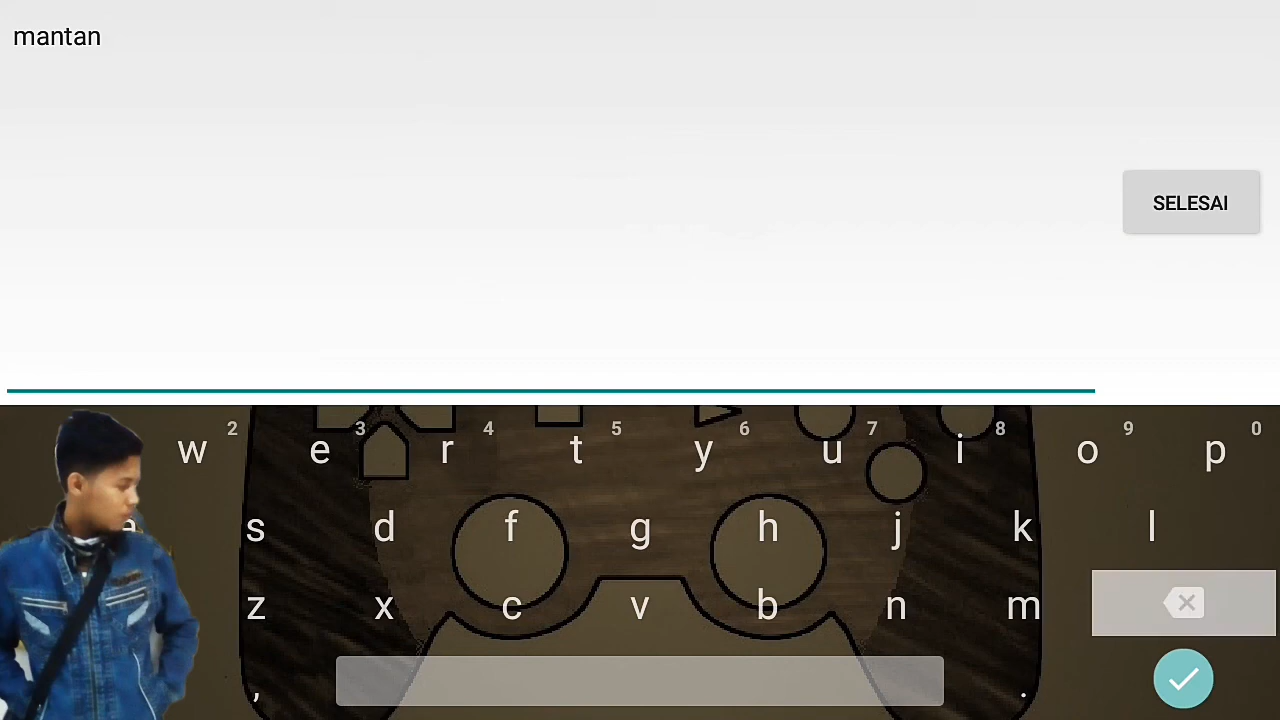 mantan
SELESAI
2 3 4 5 6 7 8 9 0
w e r t y u i o p
s d f g h j k l
z x c v b n m
, .